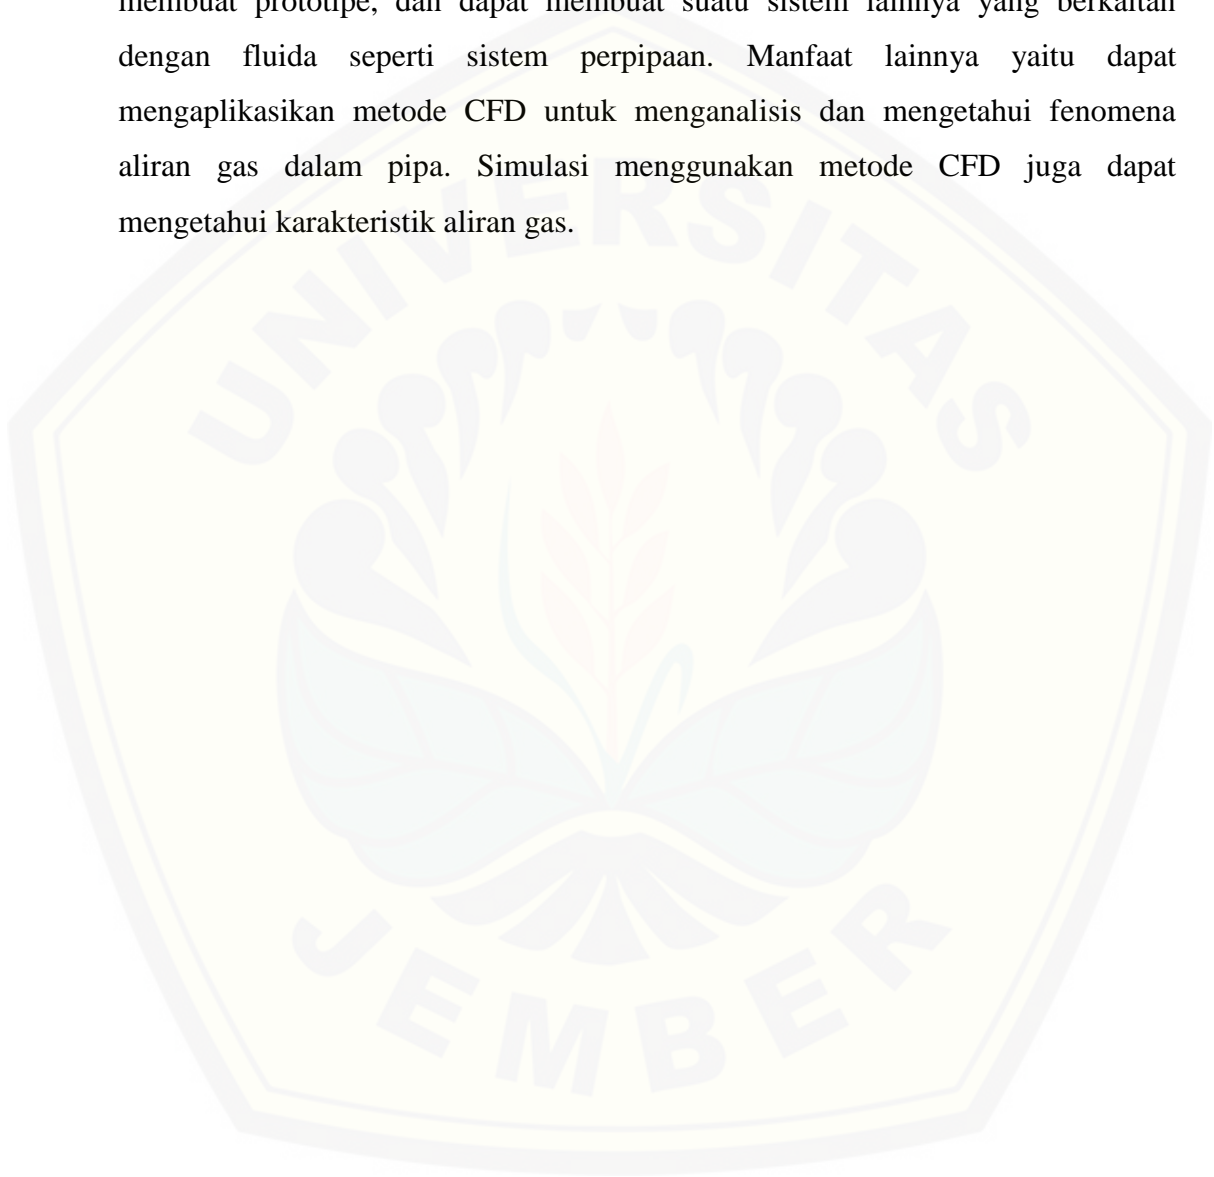 membuat prototipe, dan dapat membuat suatu sistem lainnya yang berkaitan
dengan fluida seperti sistem perpipaan. Manfaat lainnya yaitu dapat
mengaplikasikan metode CFD untuk menganalisis dan mengetahui fenomena
aliran gas dalam pipa. Simulasi menggunakan metode CFD juga dapat
mengetahui karakteristik aliran gas.
UNIVERSITAS
JEMBER